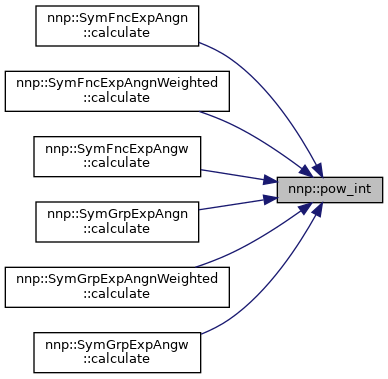 nnp::SymFncExpAngn
::calculate
nnp::SymFncExpAngnWeighted
::calculate
nnp::SymFncExpAngw
::calculate
nnp::pow_int
nnp::SymGrpExpAngn
::calculate
nnp::SymGrpExpAngnWeighted
::calculate
nnp::SymGrpExpAngw
::calculate